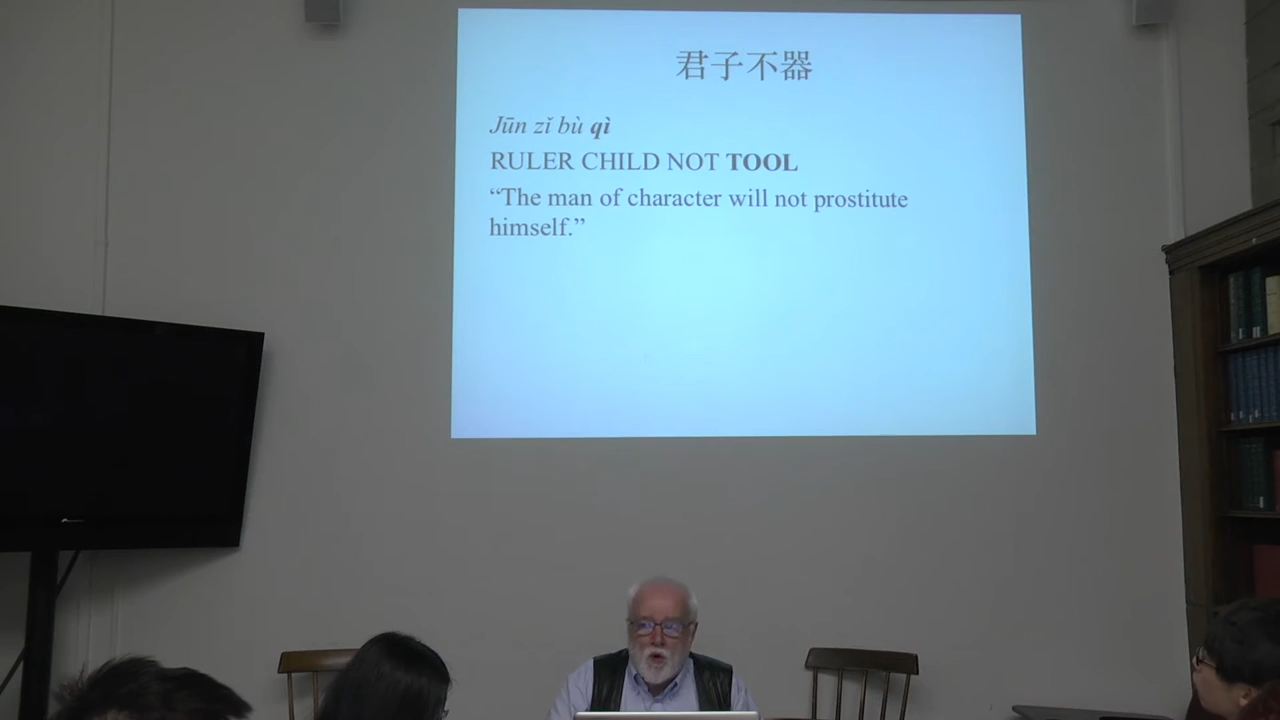 君子不器
Jūn zǐ bù qì
RULER CHILD NOT TOOL
“The man of character will not prostitute
himself.”